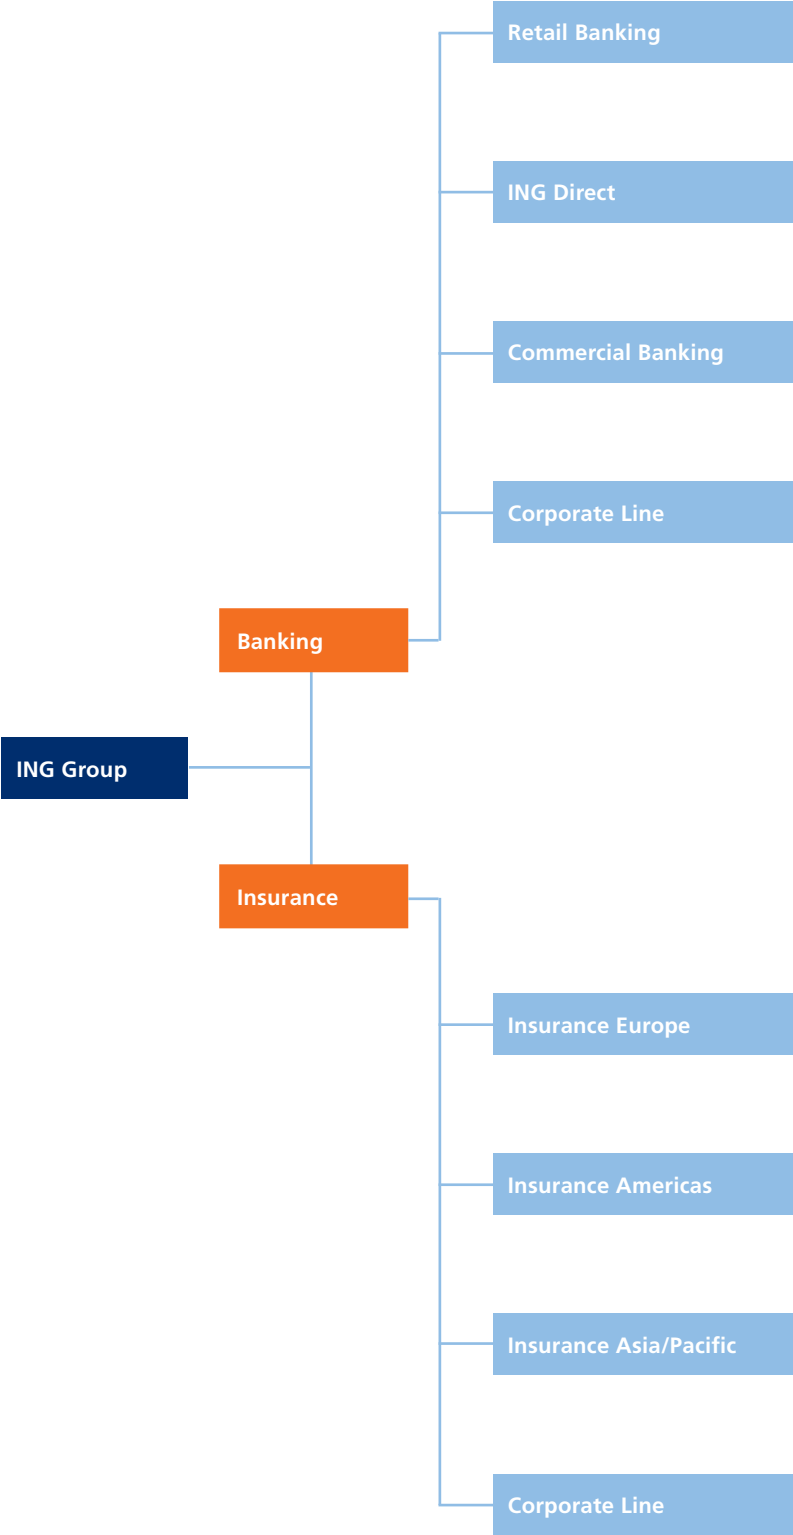 Retail Banking
ING Direct
Commercial Banking
Corporate Line
Banking
ING Group
Insurance
Insurance Europe
Insurance Americas
Insurance Asia/Pacific
Corporate Line